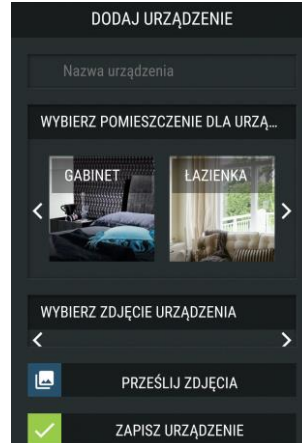 DODAJ URZĄDZENIE
Nazwa urządzenia
WYBIERZ POMIESZCZENIE DLA URZĄ...
GABINET
ŁAZIENKA
WYBIERZ ZDJĘCIE URZĄDZENIA
PRZEŚLIJ ZDJĘCIA
ZAPISZ URZĄDZENIE